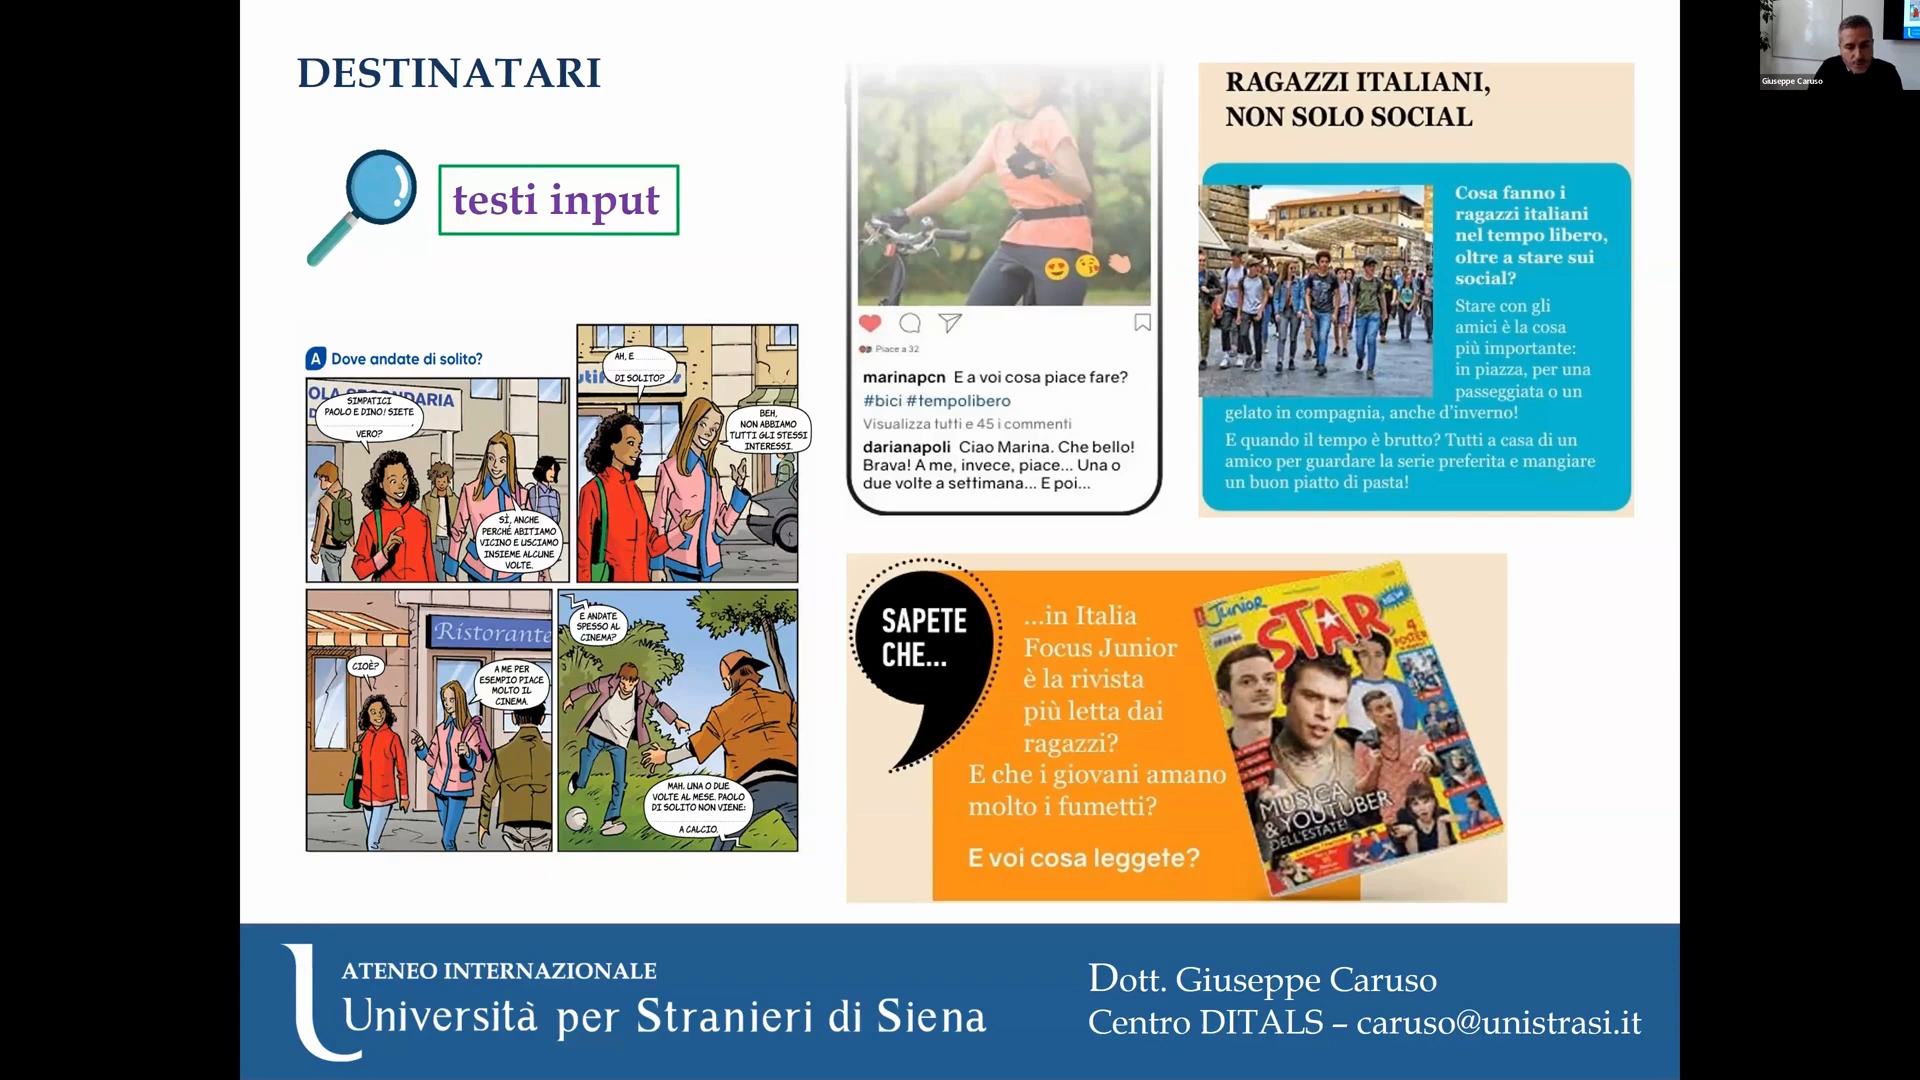 DESTINATARI
testi input
A Dove andate di solito?
OLA SECONDARIA
SIMPATICI
PAOLO E DINO! SIETE
VERO?
SÌ, ANCHE
PERCHÉ ABITIAMO
VICINO E USCIAMO
INSIEME ALCUNE
VOLTE.
AH, E
DI SOLITO?
BEH,
NON ABBIAMO
TUTTI GLI STESSI
INTERESSI.
Ristorante
CIOÈ?
A ME PER
ESEMPIO PIACE
MOLTO IL
CINEMA.
E ANDATE
SPESSO AL
CINEMA?
MAH, UNA O DUE
VOLTE AL MESE. PAOLO
DI SOLITO NON VIENE:
A CALCIO.
Piace a 32
marinapcn E a voi cosa piace fare?
#bici #tempolibero
Visualizza tutti e 45 i commenti
darianapoli Ciao Marina. Che bello!
Brava! A me, invece, piace... Una o
due volte a settimana... E poi...
RAGAZZI ITALIANI,
NON SOLO SOCIAL
Cosa fanno i
ragazzi italiani
nel tempo libero,
oltre a stare sui
social?
Stare con gli
amici è la cosa
più importante:
in piazza, per una
passeggiata o un
gelato in compagnia, anche d'inverno!
E quando il tempo è brutto? Tutti a casa di un
amico per guardare la serie preferita e mangiare
un buon piatto di pasta!
SAPETE
CHE...
...in Italia
Focus Junior
è la rivista
più letta dai
ragazzi?
E che i giovani amano
molto i fumetti?
E voi cosa leggete?
Junior
STAR
NEW
4
POSTER
MUSICA
& YOUTUBER
DELL'ESTATE!
ATENEO INTERNAZIONALE
Università per Stranieri di Siena
Dott. Giuseppe Caruso
Centro DITALS – caruso@unistrasi.it
Giuseppe Caruso